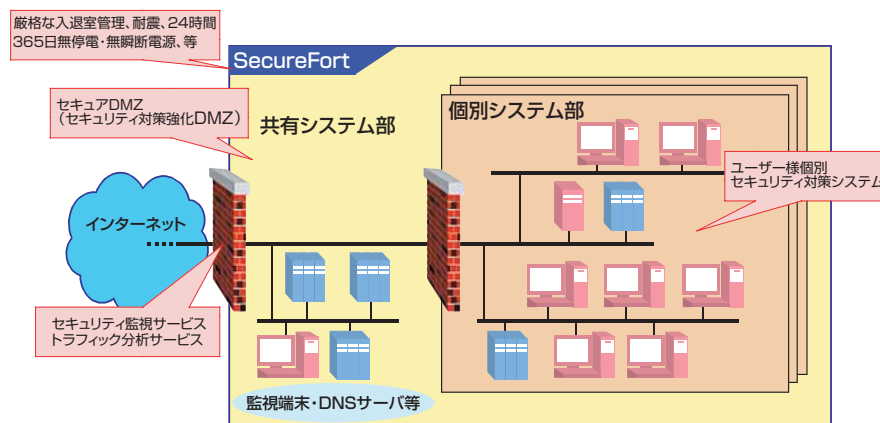 厳格な入退室管理、耐震、24時間
365日無停電・無瞬断電源、等
SecureFort
セキュアDMZ
（セキュリティ対策強化DMZ）
共有システム部
個別システム部
ユーザー様個別
セキュリティ対策システム
インターネット
セキュリティ監視サービス
トラフィック分析サービス
監視端末・DNSサーバ等